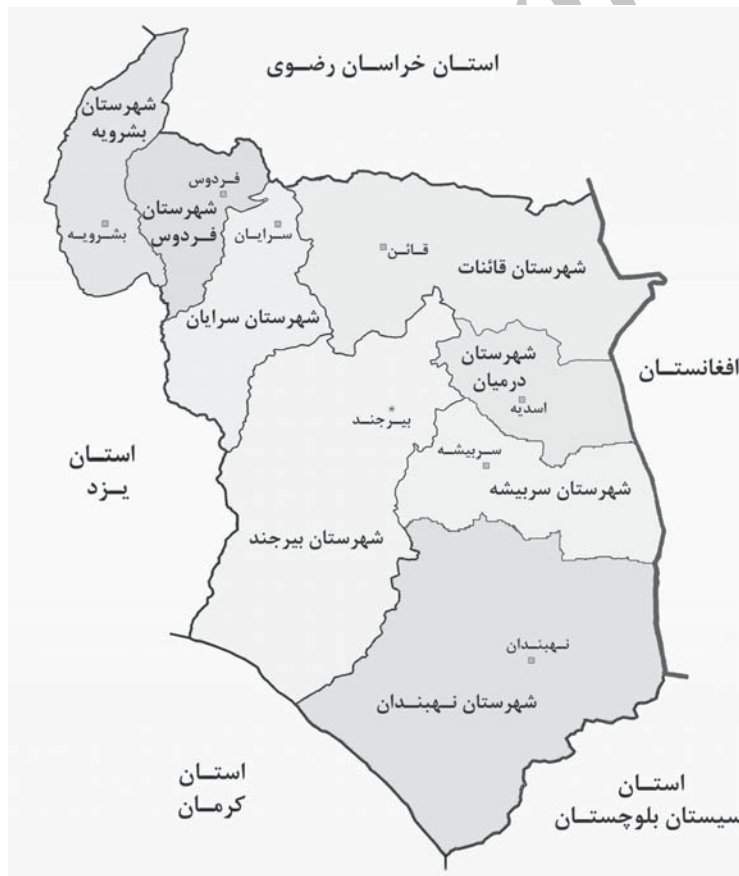 استان خراسان رضوی
شهرستان
بشرویه
فردوس
شهرستان
فردوس
بشرویه
سرایان
قائن
شهرستان قائنات
شهرستان سرایان
شهرستان
درمیان
اسدیه
افغانستان
بیرجند
سربیشه
استان
یزد
شهرستان سربیشه
شهرستان بیرجند
نهبندان
شهرستان نهبندان
استان
کرمان
استان
سیستان بلوچستان